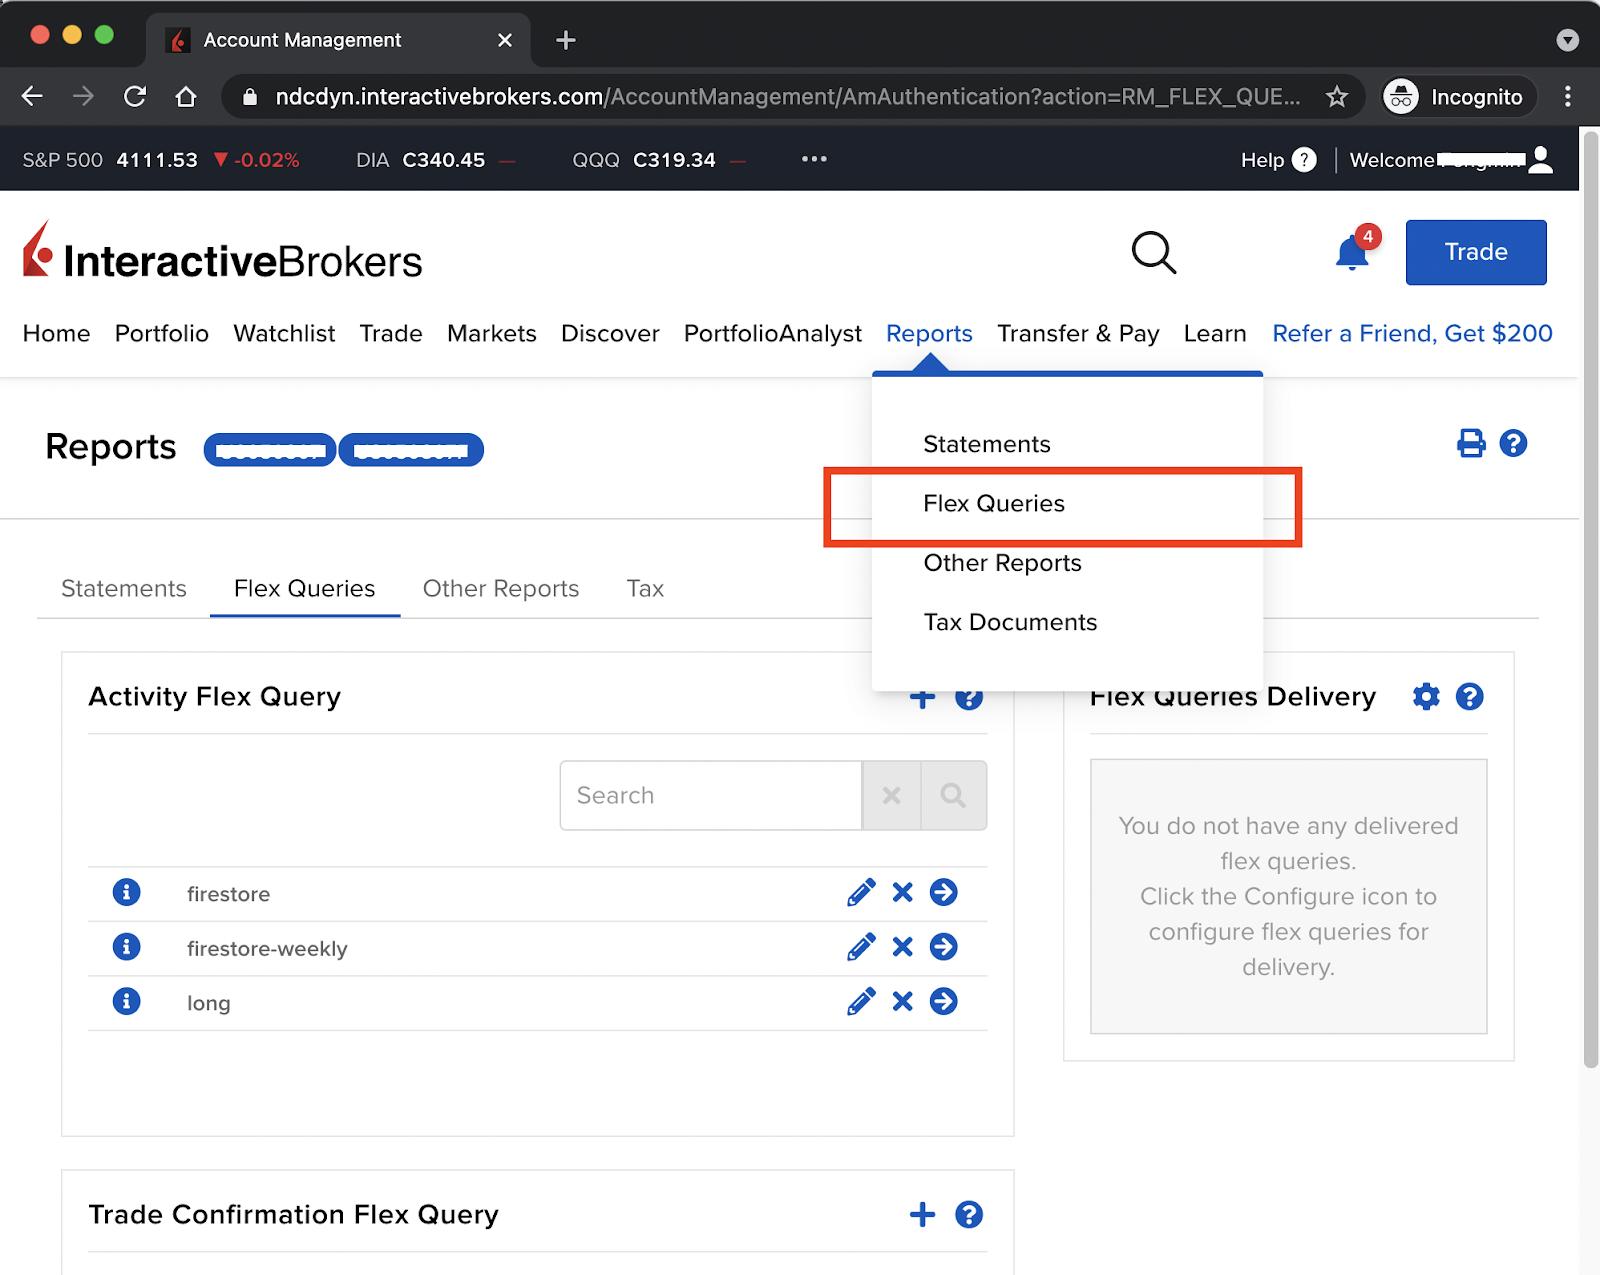 Account Management
ndcdyn.interactivebrokers.com/AccountManagement/AmAuthentication?action=RM_FLEX_QUE...
Incognito
S&P 500 4111.53 -0.02% DIA C340.45 QQQ C319.34
Help ? Welcome
InteractiveBrokers
4
Trade
Home Portfolio Watchlist Trade Markets Discover PortfolioAnalyst Reports Transfer & Pay Learn Refer a Friend, Get $200
Reports
Statements
Flex Queries
Other Reports
Tax Documents
Statements Flex Queries Other Reports Tax
Activity Flex Query
Search
firestore
firestore-weekly
long
Flex Queries Delivery
You do not have any delivered
flex queries.
Click the Configure icon to
configure flex queries for
delivery.
Trade Confirmation Flex Query